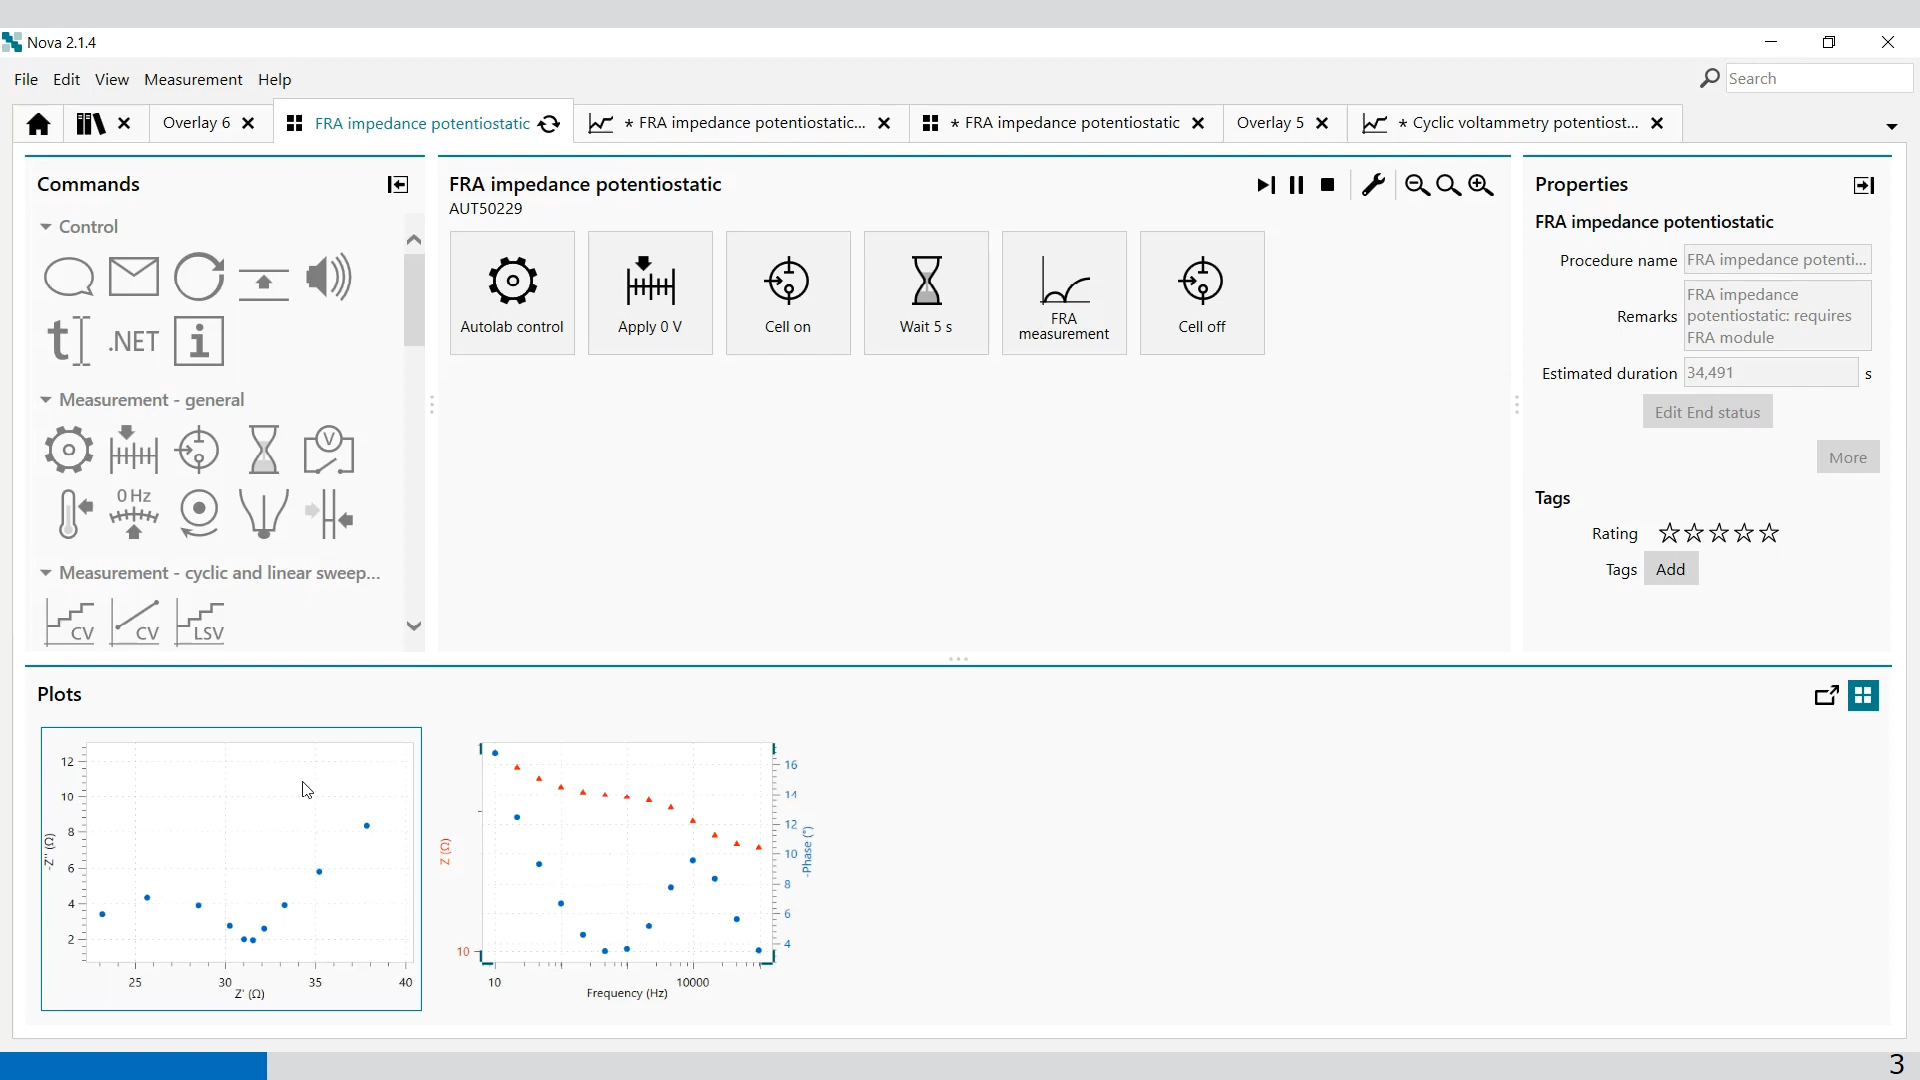 Nova 2.1.4
File Edit View Measurement Help
Search
Overlay 6
FRA impedance potentiostatic
* FRA impedance potentiostatic...
* FRA impedance potentiostatic
Overlay 5
* Cyclic voltammetry potentiost...
Commands
Control
t
.NET
i
Measurement - general
V
0 Hz
Measurement - cyclic and linear sweep...
CV
CV
LSV
FRA impedance potentiostatic
AUT50229
Autolab control
Apply 0 V
Cell on
Wait 5 s
FRA
measurement
Cell off
Properties
FRA impedance potentiostatic
Procedure name FRA impedance potenti...
Remarks FRA impedance
potentiostatic: requires
FRA module
Estimated duration 34,491 s
Edit End status
More
Tags
Rating
Tags Add
Plots
12
10
8
6
4
2
-Z'' (Ω)
25 30 35 40
Z' (Ω)
Z (Ω)
10
16
14
12
10
8
6
4
-Phase (°)
10 10000
Frequency (Hz)
3